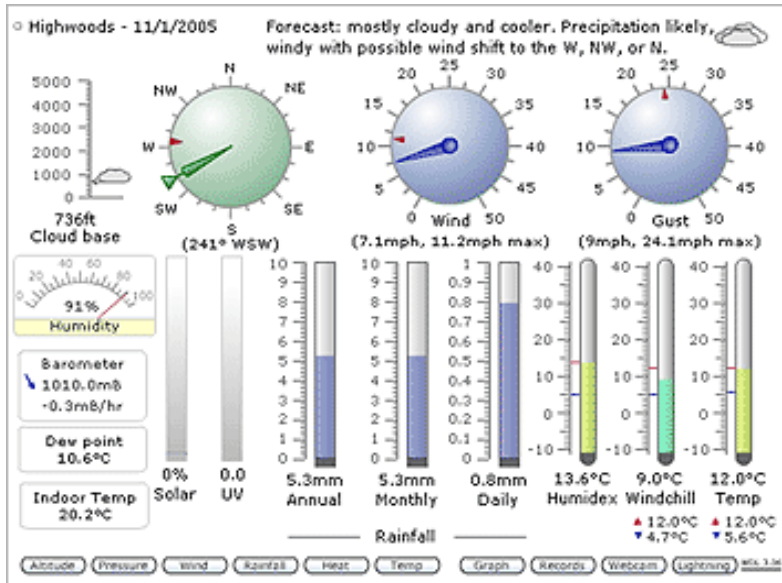 Highwoods - 11/1/2005
Forecast: mostly cloudy and cooler. Precipitation likely,
windy with possible wind shift to the W, NW, or N.
5000
4000
3000
2000
1000
0
736ft
Cloud base
N
NE
E
SE
S
SW
W
NW
(241° WSW)
0
5
10
15
20
25
30
35
40
45
50
Wind
(7.1mph, 11.2mph max)
0
5
10
15
20
25
30
35
40
45
50
Gust
(9mph, 24.1mph max)
0
20
40
60
80
100
91%
Humidity
Barometer
1010.0mB
-0.3mB/hr
Dew point
10.6°C
Indoor Temp
20.2°C
0%
Solar
0.0
UV
10
9
8
7
6
5
4
3
2
1
0
5.3mm
Annual
10
9
8
7
6
5
4
3
2
1
0
5.3mm
Monthly
1
0.9
0.8
0.7
0.6
0.5
0.4
0.3
0.2
0.1
0
0.8mm
Daily
Rainfall
40
30
20
10
0
-10
13.6°C
Humidex
40
30
20
10
0
-10
9.0°C
Windchill
12.0°C
4.7°C
40
30
20
10
0
-10
12.0°C
Temp
12.0°C
5.6°C
Altitude Pressure Wind Rainfall Heat Temp Graph Records Webcam Lightning